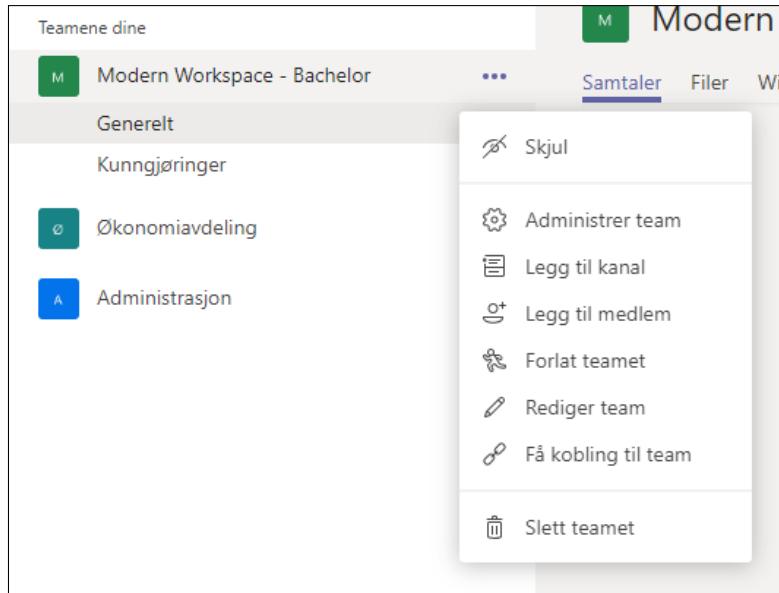 Teamene dine
M Modern
M Modern Workspace - Bachelor
Samtaler Filer Wi
Generelt
Kunngjøringer
Ø Økonomiavdeling
A Administrasjon
Skjul
Administrer team
Legg til kanal
Legg til medlem
Forlat teamet
Rediger team
Få kobling til team
Slett teamet